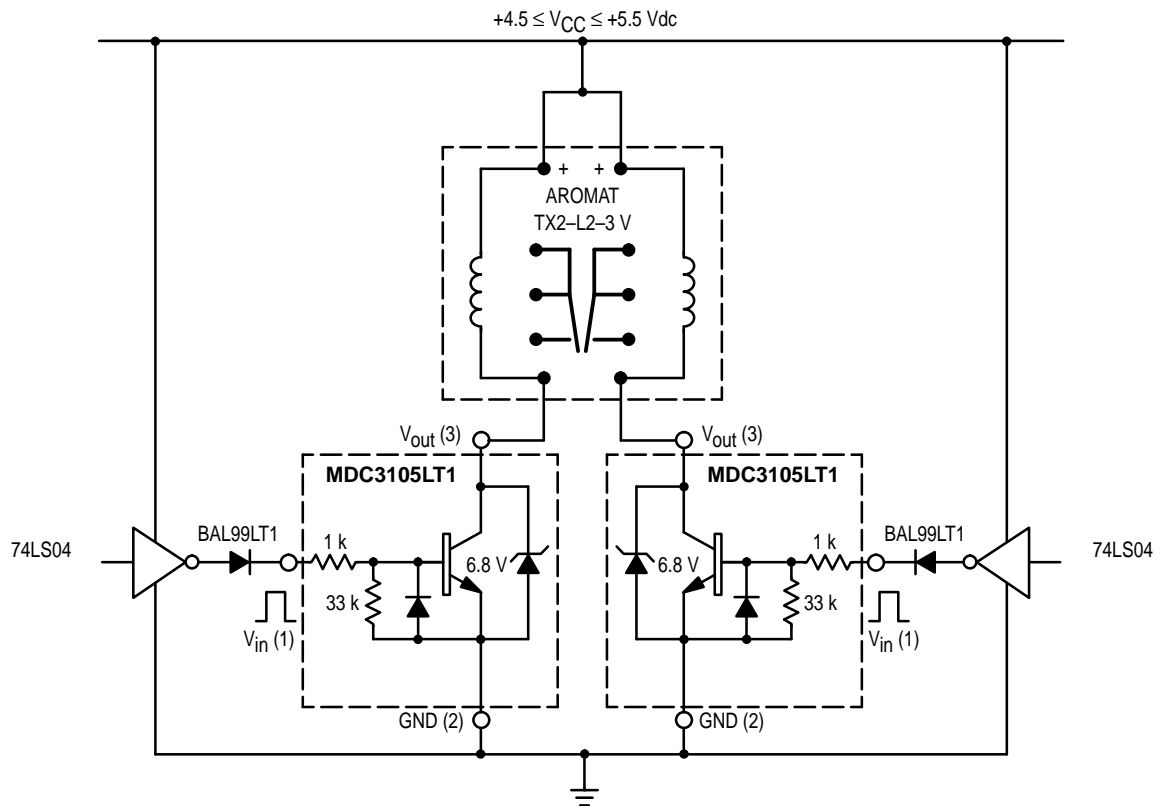 +4.5 ≤ VCC ≤ +5.5 Vdc
+ +
AROMAT
TX2–L2–3 V
Vout (3) Vout (3)
MDC3105LT1 MDC3105LT1
74LS04 BAL99LT1 1 k 6.8 V 6.8 V 1 k BAL99LT1 74LS04
33 k 33 k
Vin (1) Vin (1)
GND (2) GND (2)